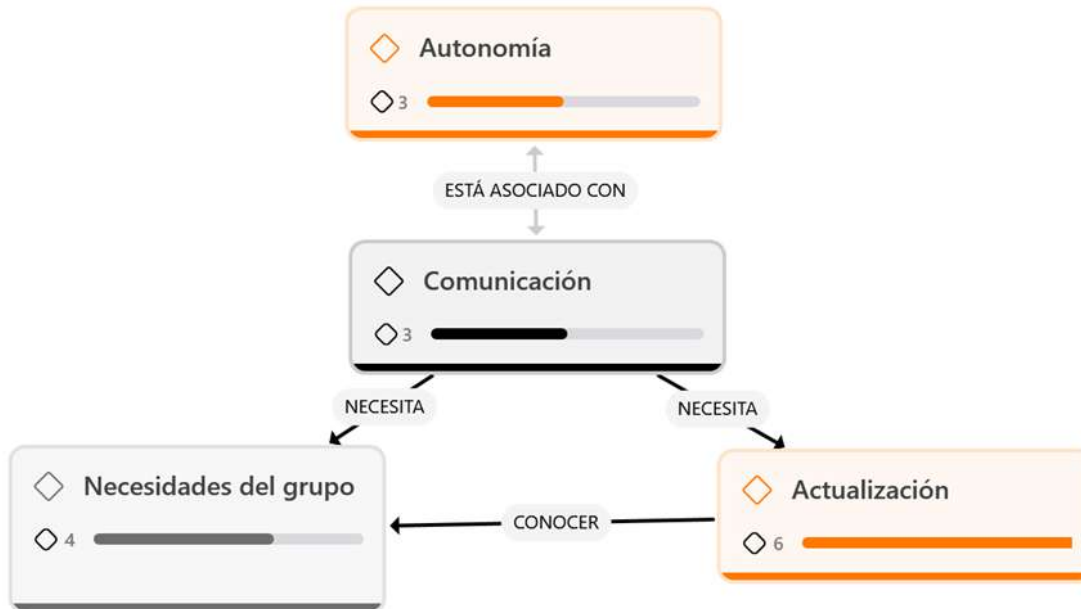 Autonomía
3
ESTÁ ASOCIADO CON
Comunicación
3
NECESITA
NECESITA
Necesidades del grupo
4
CONOCER
Actualización
6